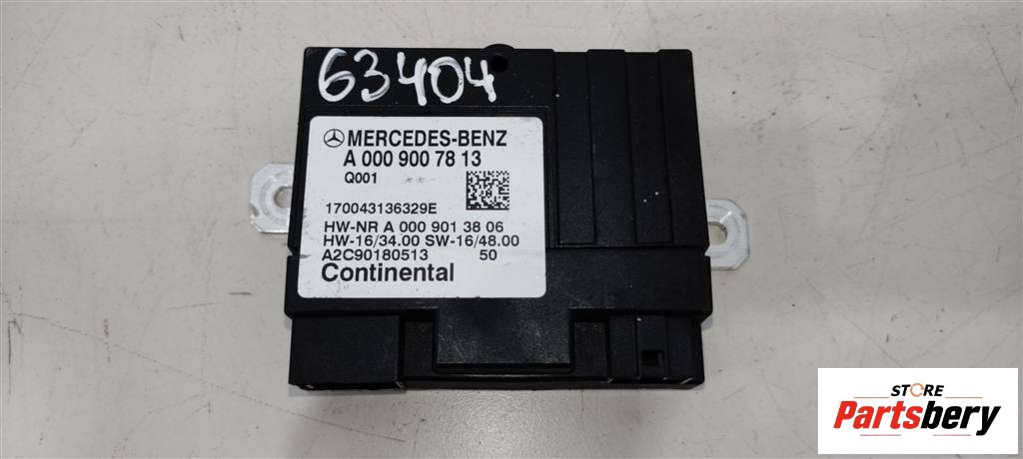 63404
MERCEDES-BENZ
A 000 900 78 13
Q001
170043136329E
HW-NR A 000 901 38 06
HW-16/34.00 SW-16/48.00
A2C90180513 50
Continental
STORE
Partsbery